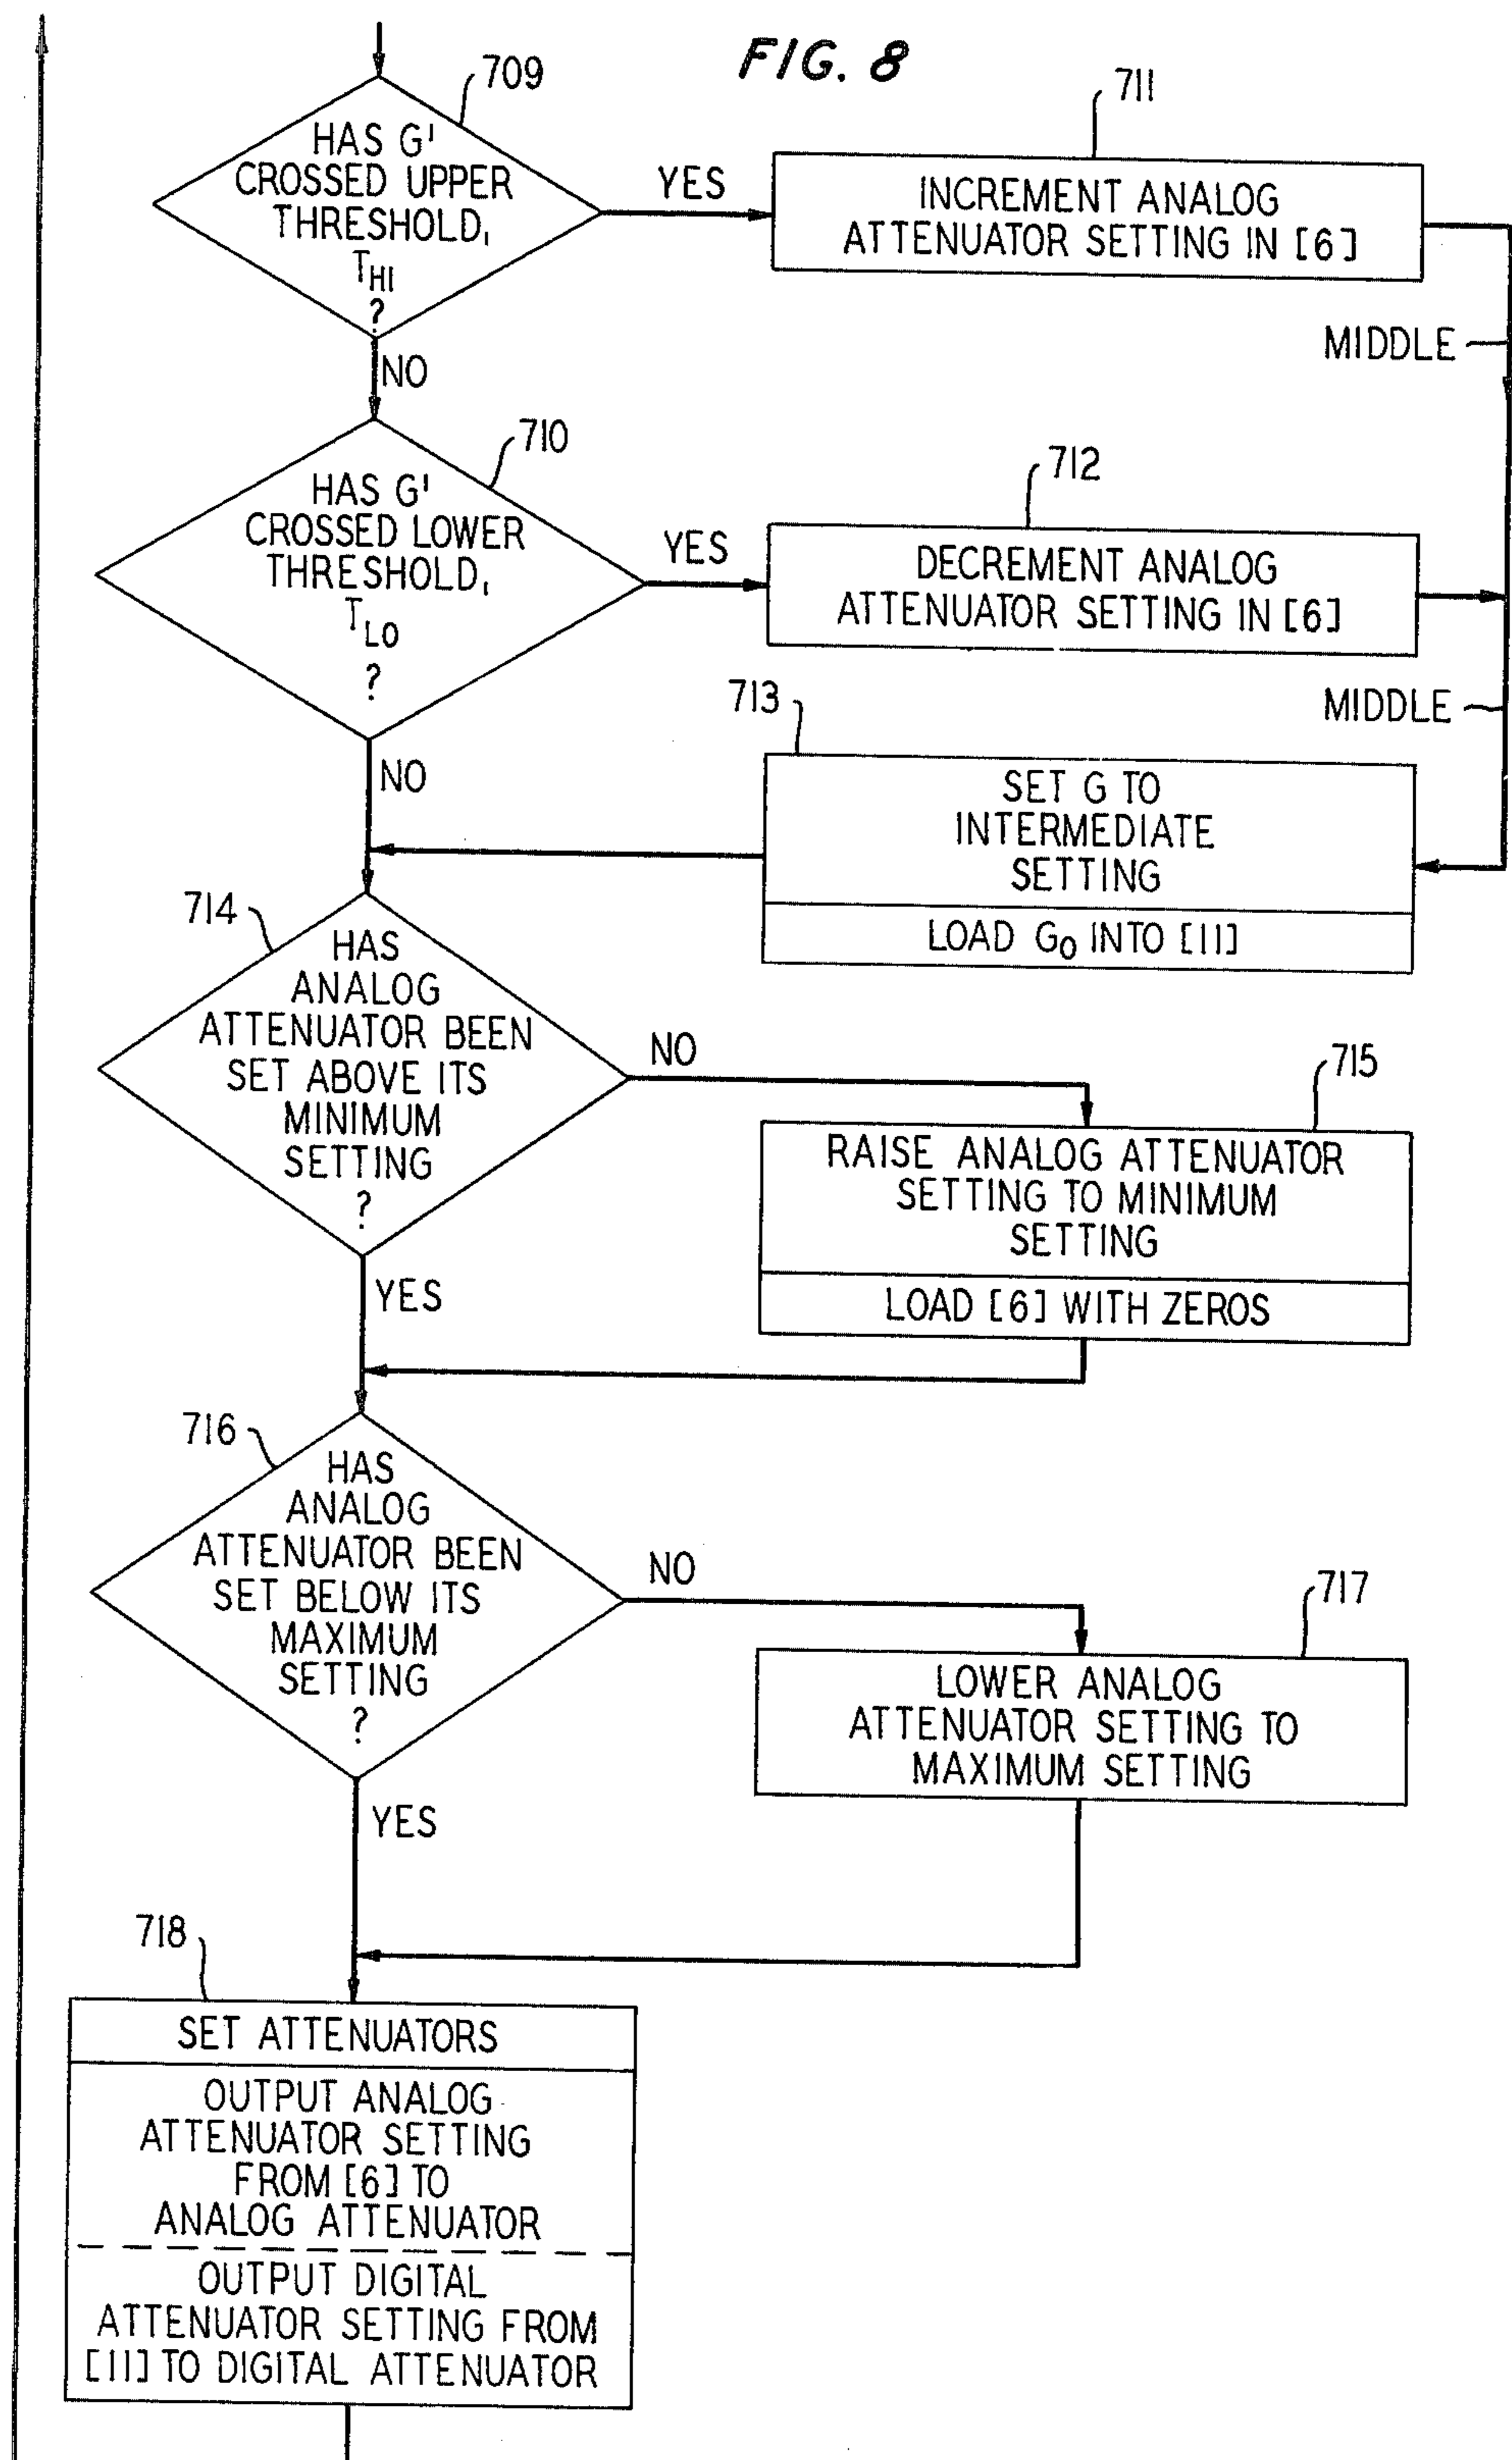 FIG. 8
709
HAS G'
CROSSED UPPER
THRESHOLD,
THI
?
YES
711
INCREMENT ANALOG
ATTENUATOR SETTING IN [6]
MIDDLE
NO
710
HAS G'
CROSSED LOWER
THRESHOLD,
TLO
?
YES
712
DECREMENT ANALOG
ATTENUATOR SETTING IN [6]
MIDDLE
NO
713
SET G TO
INTERMEDIATE
SETTING
LOAD G0 INTO [11]
714
HAS
ANALOG
ATTENUATOR BEEN
SET ABOVE ITS
MINIMUM
SETTING
?
NO
715
RAISE ANALOG ATTENUATOR
SETTING TO MINIMUM
SETTING
LOAD [6] WITH ZEROS
YES
716
HAS
ANALOG
ATTENUATOR BEEN
SET BELOW ITS
MAXIMUM
SETTING
?
NO
717
LOWER ANALOG
ATTENUATOR SETTING TO
MAXIMUM SETTING
YES
718
SET ATTENUATORS
OUTPUT ANALOG
ATTENUATOR SETTING
FROM [6] TO
ANALOG ATTENUATOR
OUTPUT DIGITAL
ATTENUATOR SETTING FROM
[11] TO DIGITAL ATTENUATOR